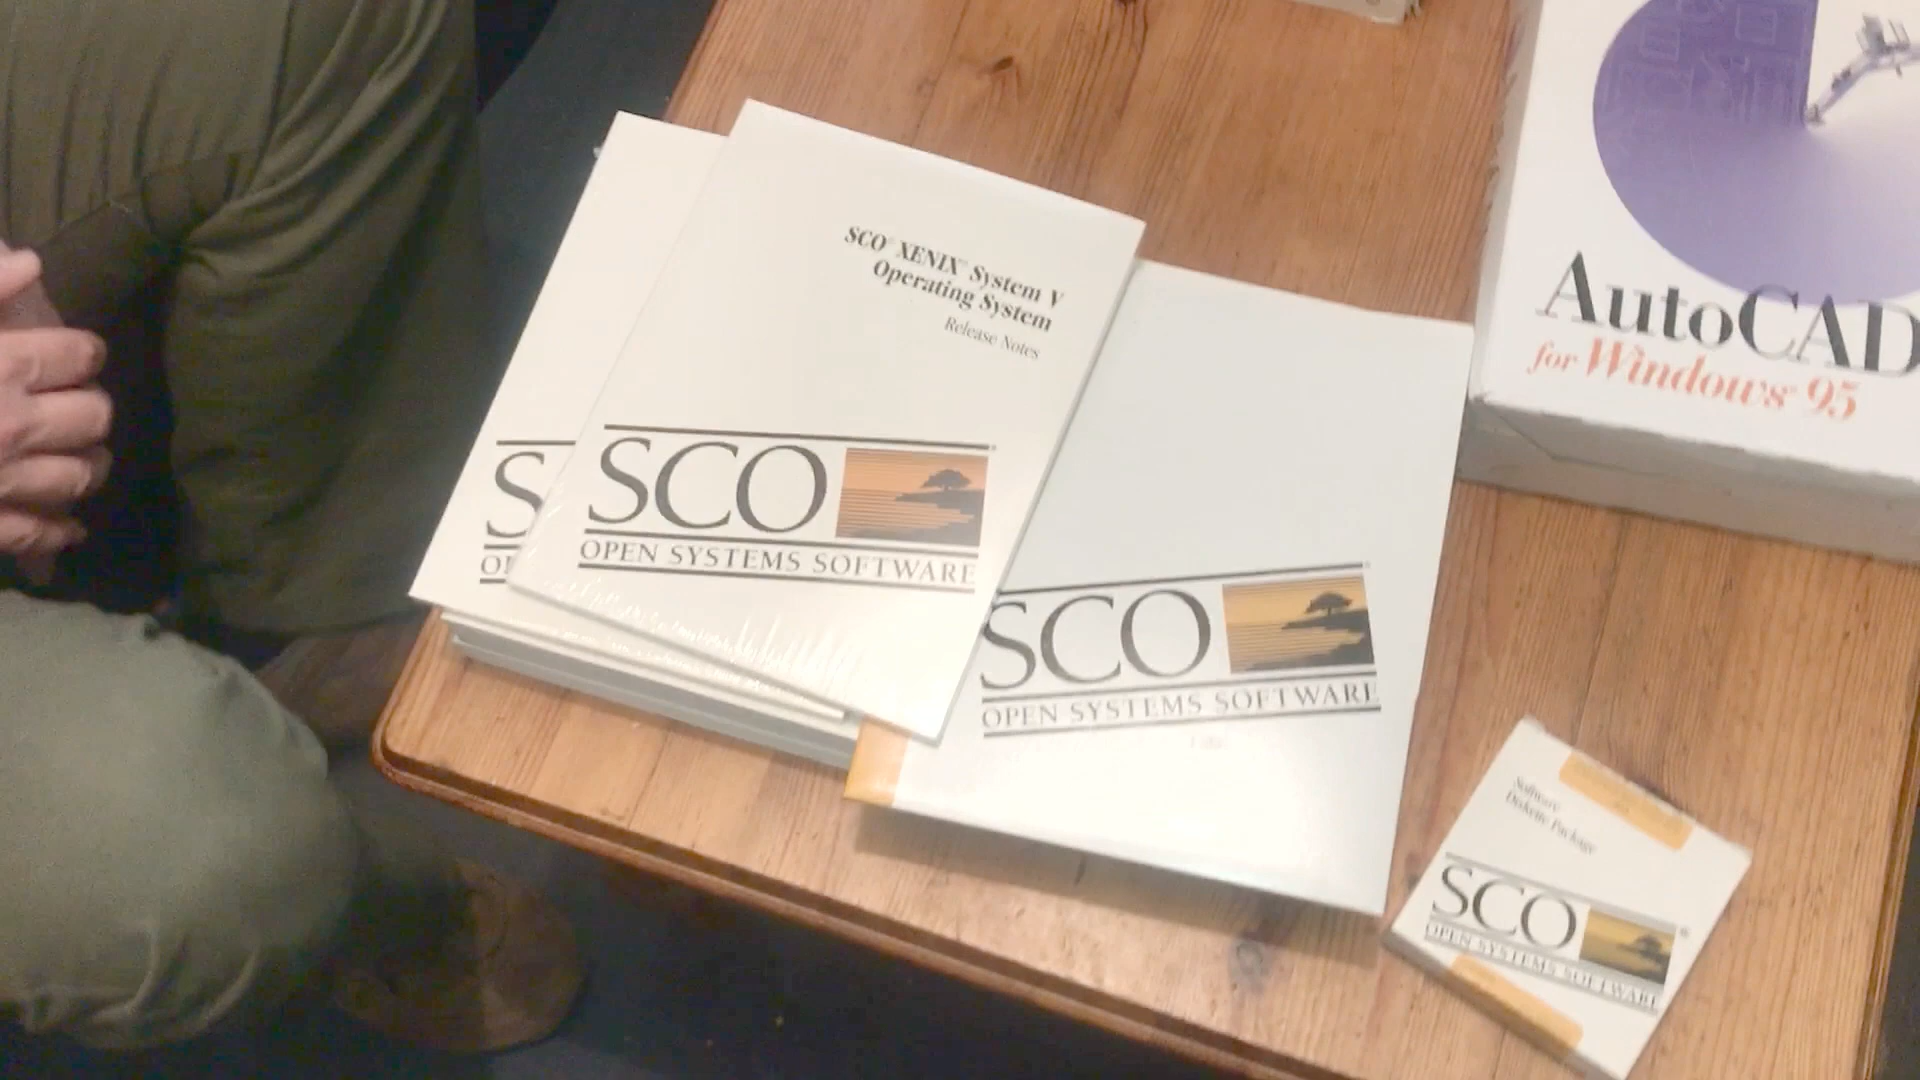 SCO® XENIX™ System V
Operating System
Release Notes
SCO
OPEN SYSTEMS SOFTWARE
S
O
SCO
OPEN SYSTEMS SOFTWARE
AutoCAD
for Windows® 95
Software
Diskette Package
SCO
OPEN SYSTEMS SOFTWARE